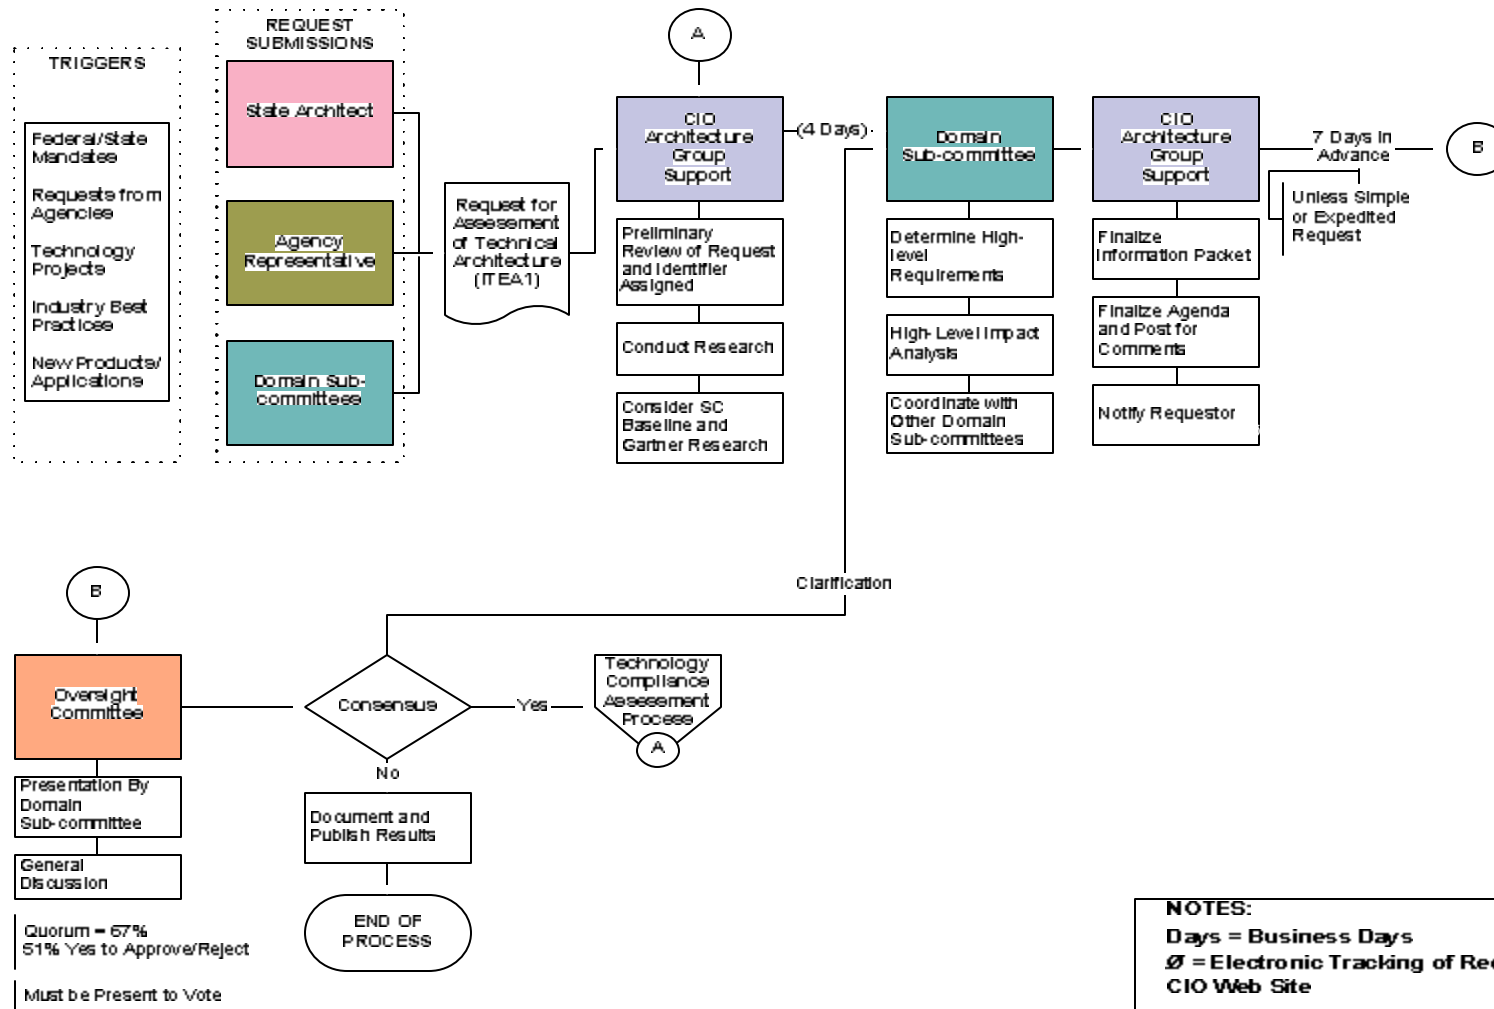 TRIGGERS
Federal/State
Mandates
Requests from
Agencies
Technology
Projects
Industry Best
Practices
New Products/
Applications
REQUEST
SUBMISSIONS
State Architect
Agency
Representative
Domain Sub-
committees
Request for
Assessment
of Technical
Architecture
(ITEA1)
A
CIO
Architecture
Group
Support
Preliminary
Review of Request
and Identifier
Assigned
Conduct Research
Consider SC
Baseline and
Gartner Research
(4 Days)
Domain
Sub-committee
Determine High-
level
Requirements
High-Level Impact
Analysis
Coordinate with
Other Domain
Sub-committees
CIO
Architecture
Group
Support
Finalize
Information Packet
Finalize Agenda
and Post for
Comments
Notify Requestor
7 Days In
Advance
Unless Simple
or Expedited
Request
B
Clarification
B
Oversight
Committee
Presentation By
Domain
Sub-committee
General
Discussion
Quorum = 67%
51% Yes to Approve/Reject
Must be Present to Vote
Consensus
Yes
Technology
Compliance
Assessment
Process
A
No
Document and
Publish Results
END OF
PROCESS
NOTES:
Days = Business Days
Ø = Electronic Tracking of
CIO Web Site